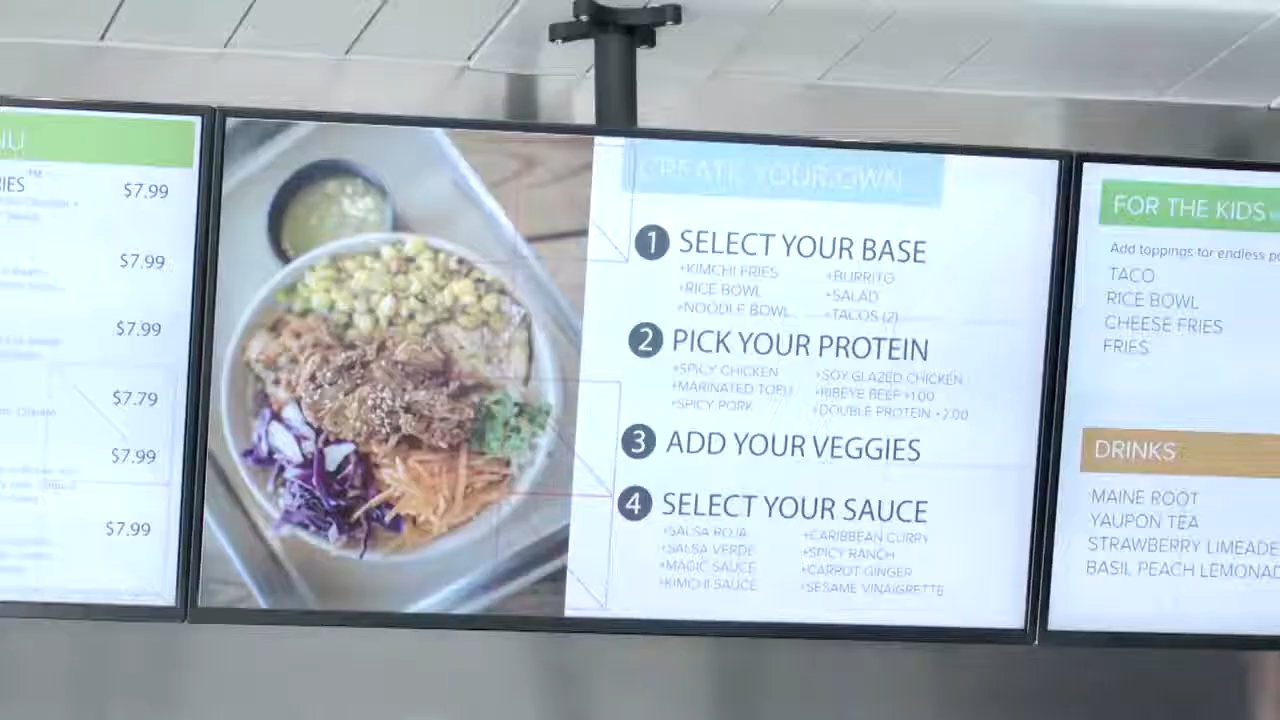 NU
RIES™ $7.99
$7.99
$7.99
$7.79
$7.99
$7.99
CREATE YOUR OWN
1 SELECT YOUR BASE
+KIMCHI FRIES +BURRITO
+RICE BOWL +SALAD
+NOODLE BOWL +TACOS (2)
2 PICK YOUR PROTEIN
+SPICY CHICKEN +SOY GLAZED CHICKEN
+MARINATED TOFU +RIBEYE BEEF +1.00
+SPICY PORK +DOUBLE PROTEIN +2.00
3 ADD YOUR VEGGIES
4 SELECT YOUR SAUCE
+SALSA ROJA +CARIBBEAN CURRY
+SALSA VERDE +SPICY RANCH
+MAGIC SAUCE +CARROT GINGER
+KIMCHI SAUCE +SESAME VINAIGRETTE
FOR THE KIDS
Add toppings for endless
TACO
RICE BOWL
CHEESE FRIES
FRIES
DRINKS
MAINE ROOT
YAUPON TEA
STRAWBERRY LIMEADE
BASIL PEACH LEMONAD